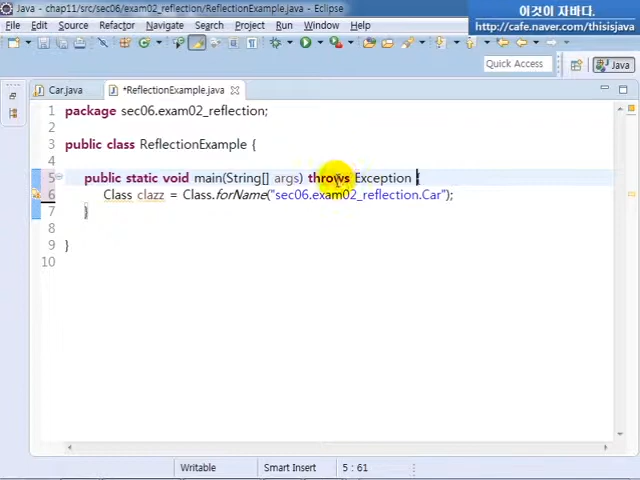 Java - chap11/src/sec06/exam02_reflection/ReflectionExample.java - Eclipse
이것이 자바다.
http://cafe.naver.com/thisisjava
File Edit Source Refactor Navigate Search Project Run Window Help
Quick Access
Java
Car.java
*ReflectionExample.java
1 package sec06.exam02_reflection;
2
3 public class ReflectionExample {
4
5 public static void main(String[] args) throws Exception {
6 Class clazz = Class.forName("sec06.exam02_reflection.Car");
7 }
8
9 }
10
Writable
Smart Insert
5 : 61